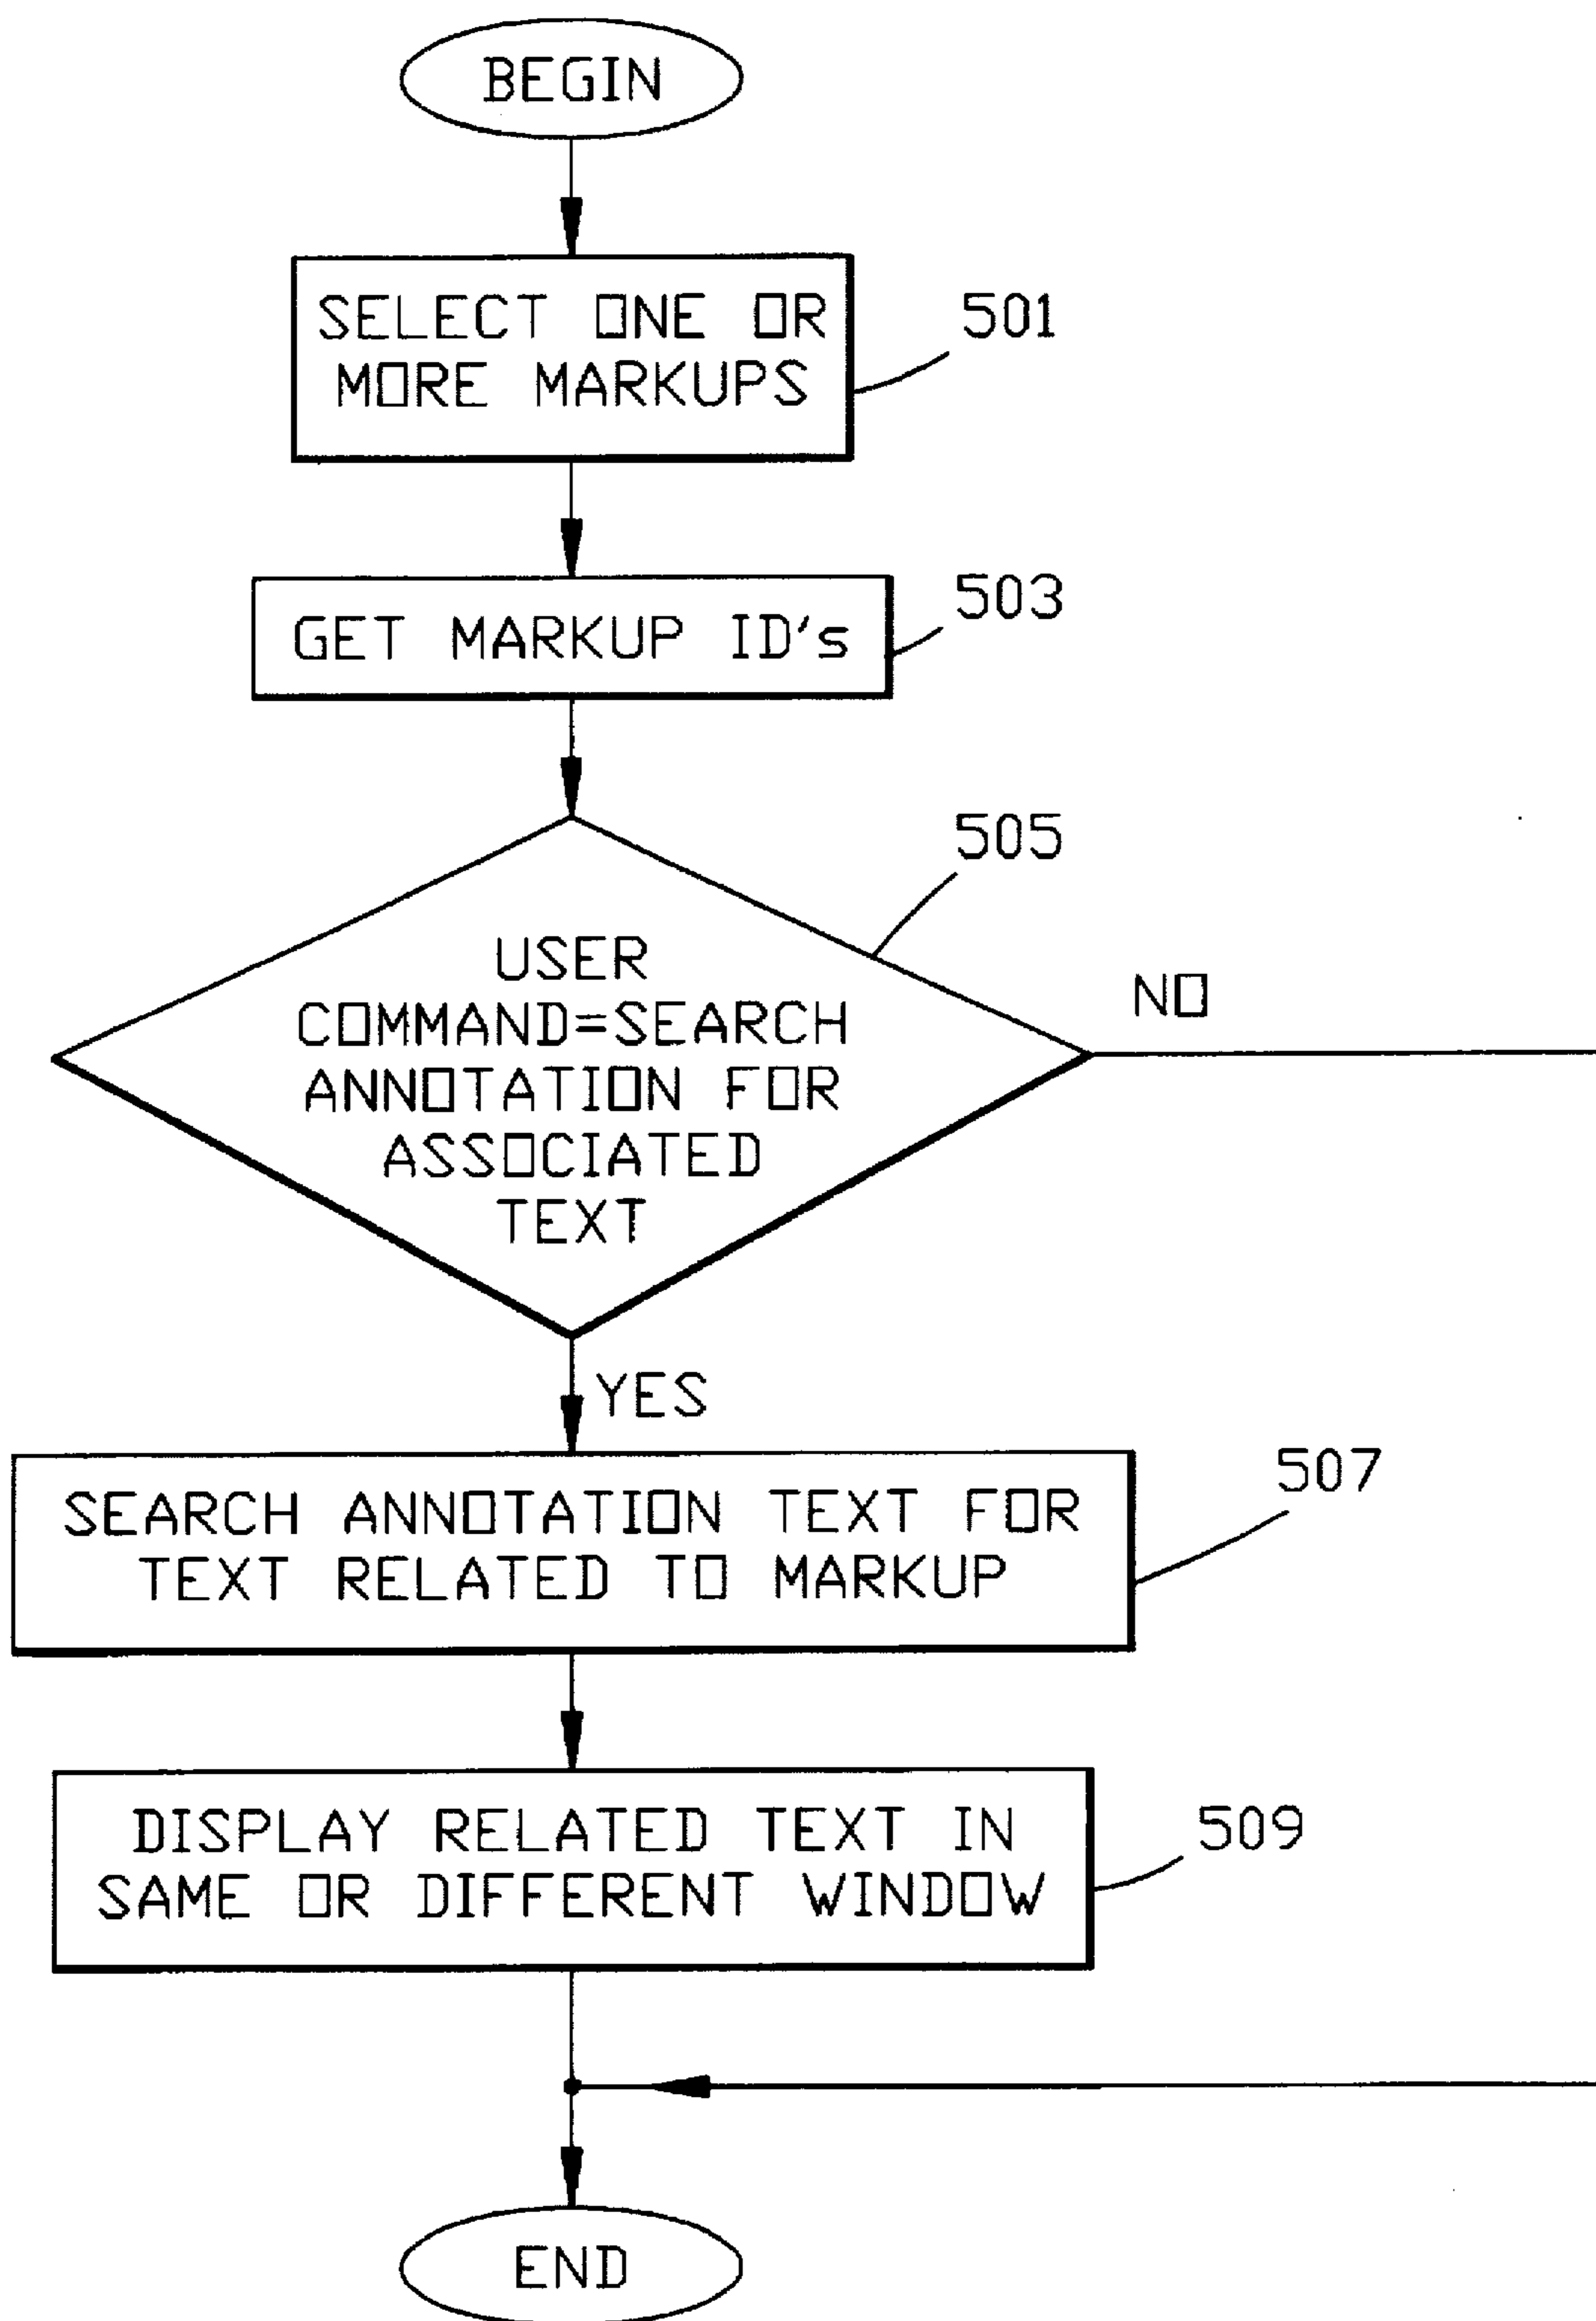 BEGIN
SELECT ONE OR
MORE MARKUPS
501
GET MARKUP ID's
503
505
USER
COMMAND=SEARCH
ANNOTATION FOR
ASSOCIATED
TEXT
NO
YES
SEARCH ANNOTATION TEXT FOR
TEXT RELATED TO MARKUP
507
DISPLAY RELATED TEXT IN
SAME OR DIFFERENT WINDOW
509
END